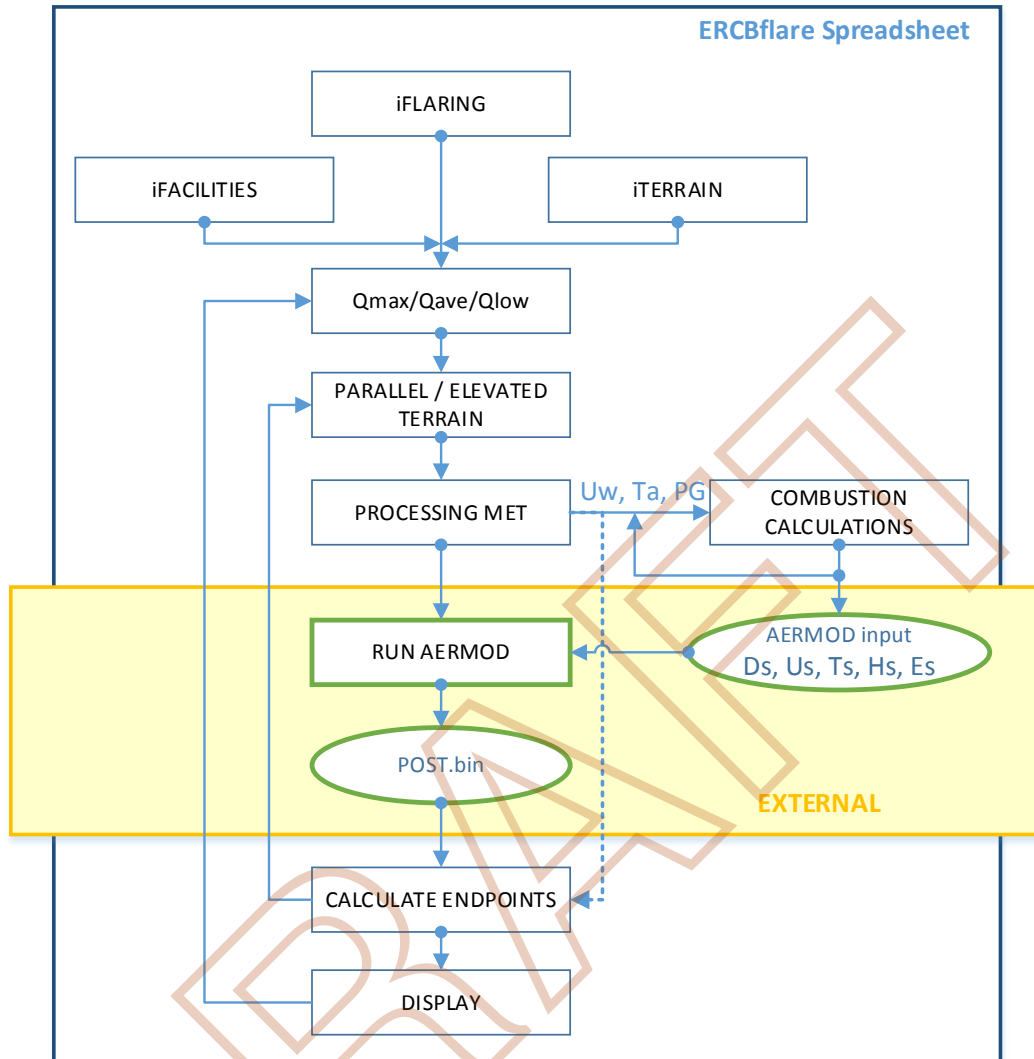 ERCBflare Spreadsheet
iFLARING
iFACILITIES
iTERRAIN
Qmax/Qave/Qlow
PARALLEL / ELEVATED
TERRAIN
PROCESSING MET
Uw, Ta, PG
COMBUSTION
CALCULATIONS
RUN AERMOD
AERMOD input
Ds, Us, Ts, Hs, Es
POST.bin
EXTERNAL
CALCULATE ENDPOINTS
DISPLAY
RAFT